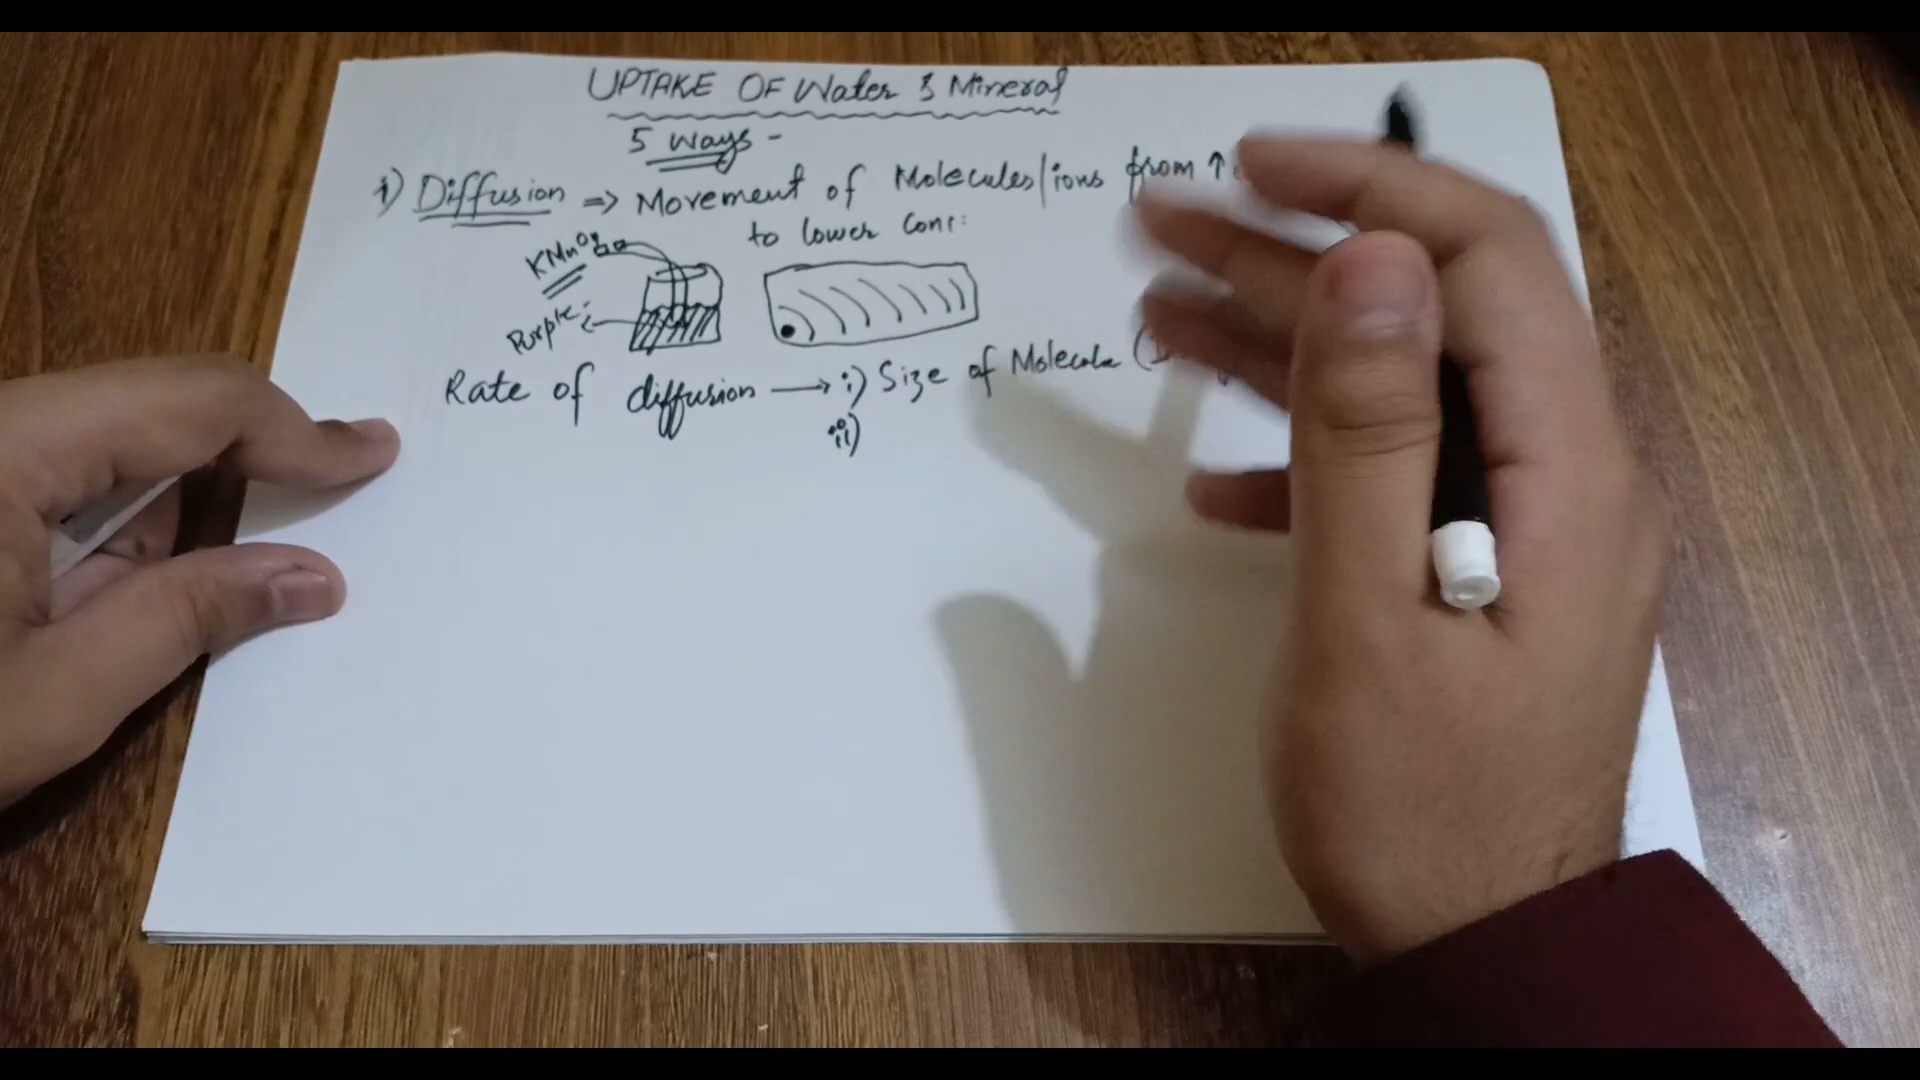 UPTAKE OF Water & Mineral
5 Ways -
i) Diffusion => Movement of Molecules/ions from ↑
to lower conc:
KMnO4
Purple:
Rate of diffusion → i) Size of Molecule (
ii)